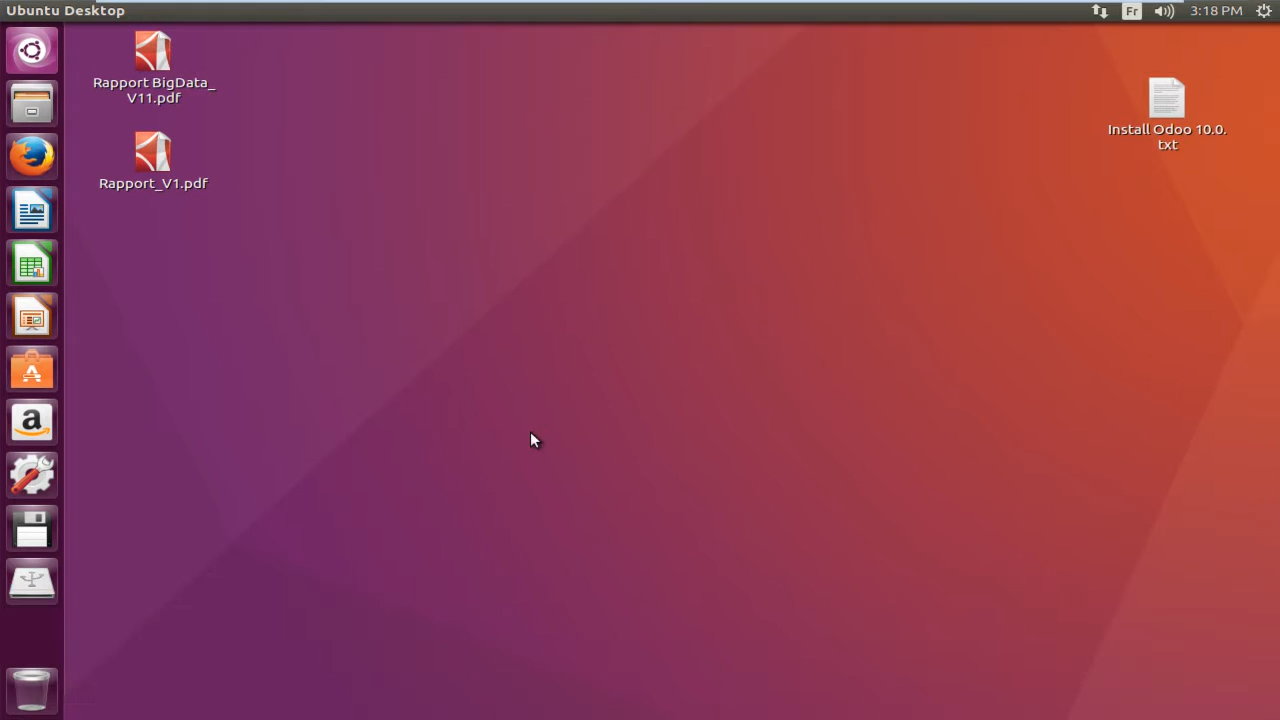 Ubuntu Desktop
Fr
3:18 PM
Rapport BigData_
V11.pdf
Rapport_V1.pdf
Install Odoo 10.0.
txt